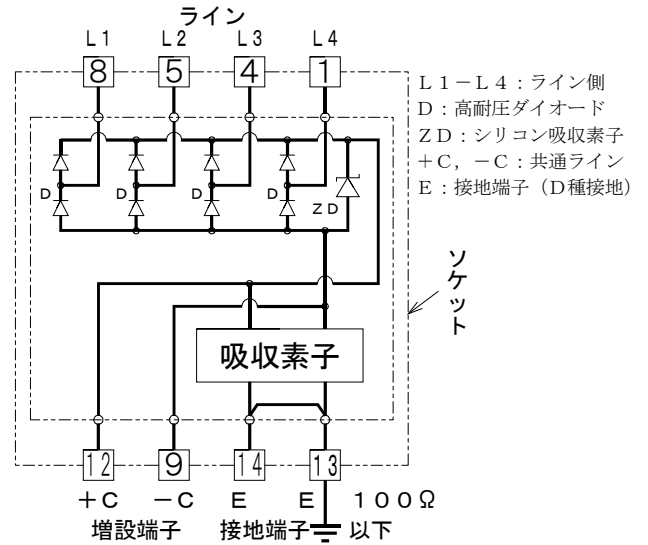 ライン
L1 L2 L3 L4
8 5 4 1
L1−L4：ライン側
D：高耐圧ダイオード
ZD：シリコン吸収素子
＋C，−C：共通ライン
E：接地端子（D種接地）
D D D D ZD
ソケット
吸収素子
12 9 14 13
＋C −C E E 100Ω
増設端子 接地端子 以下